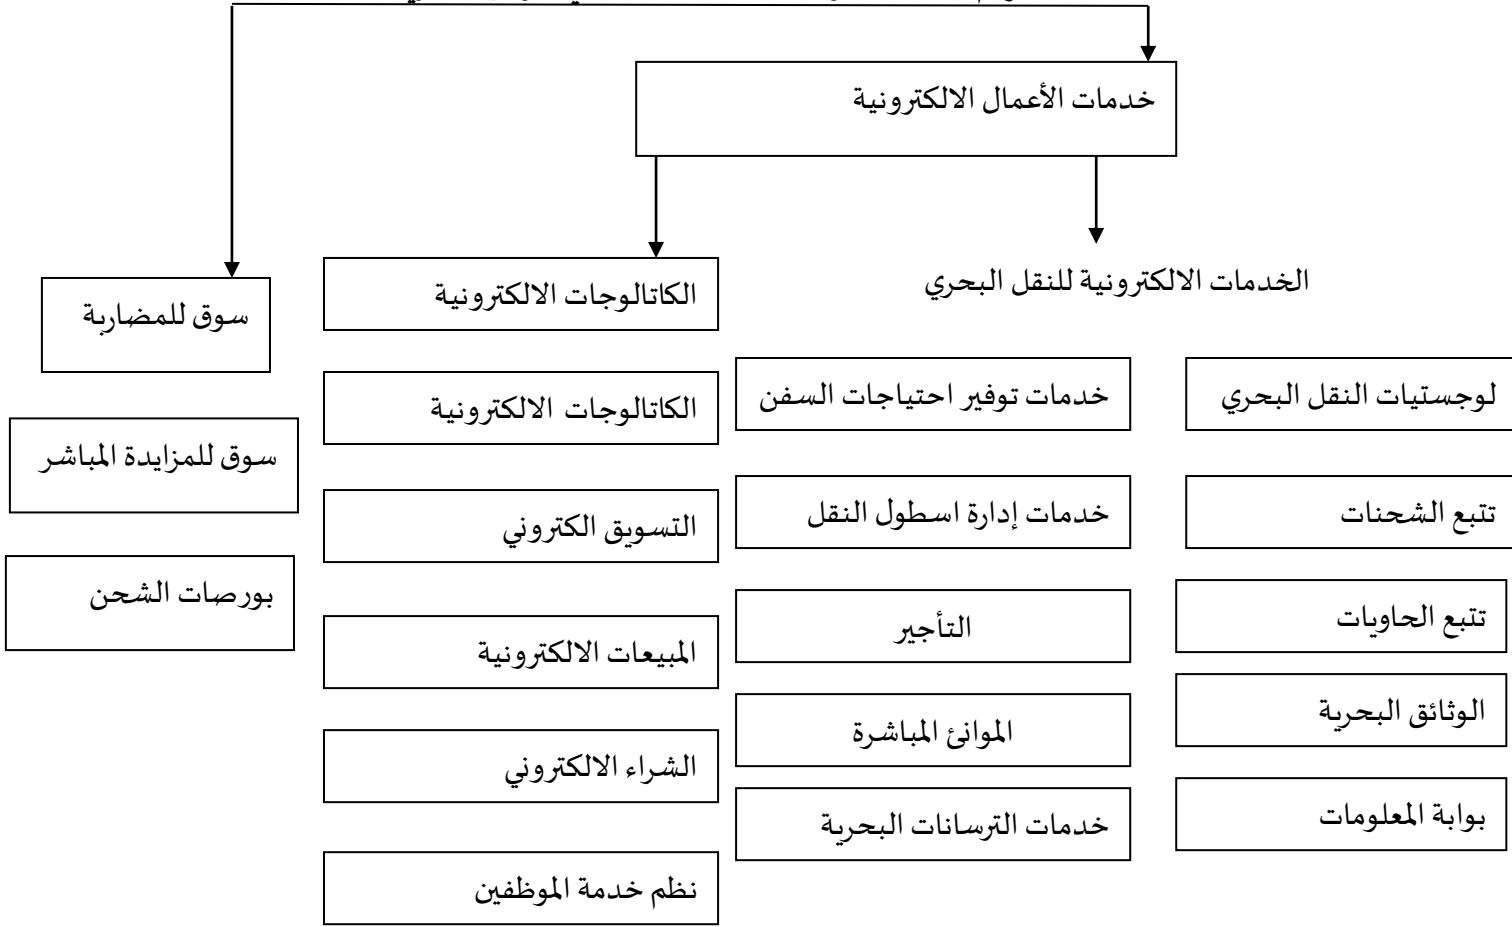 خدمات الأعمال الالكترونية
الخدمات الالكترونية للنقل البحري
الكاتالوجات الالكترونية
سوق للمضاربة
لوجستيات النقل البحري
خدمات توفير احتياجات السفن
الكاتالوجات الالكترونية
سوق للمزايدة المباشر
تتبع الشحنات
خدمات إدارة اسطول النقل
التسويق الكتروني
بورصات الشحن
تتبع الحاويات
التأجير
المبيعات الالكترونية
الوثائق البحرية
الموانئ المباشرة
الشراء الالكتروني
بوابة المعلومات
خدمات الترسانات البحرية
نظم خدمة الموظفين